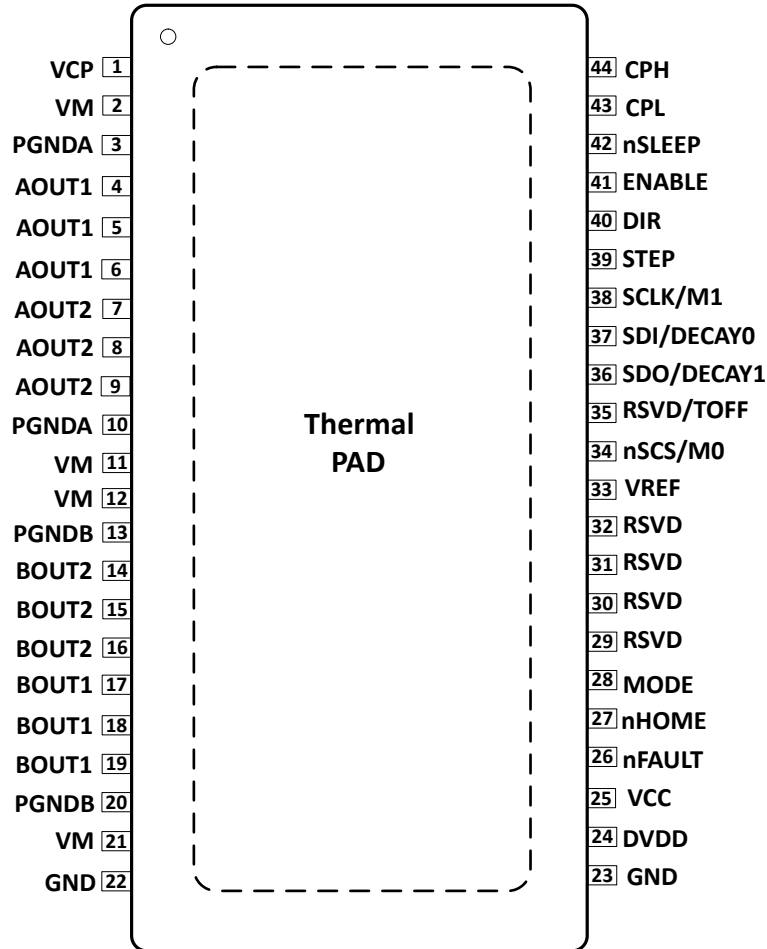 VCP 1
VM 2
PGNDA 3
AOUT1 4
AOUT1 5
AOUT1 6
AOUT2 7
AOUT2 8
AOUT2 9
PGNDA 10
VM 11
VM 12
PGNDB 13
BOUT2 14
BOUT2 15
BOUT2 16
BOUT1 17
BOUT1 18
BOUT1 19
PGNDB 20
VM 21
GND 22
Thermal
PAD
44 CPH
43 CPL
42 nSLEEP
41 ENABLE
40 DIR
39 STEP
38 SCLK/M1
37 SDI/DECAY0
36 SDO/DECAY1
35 RSVD/TOFF
34 nSCS/M0
33 VREF
32 RSVD
31 RSVD
30 RSVD
29 RSVD
28 MODE
27 nHOME
26 nFAULT
25 VCC
24 DVDD
23 GND